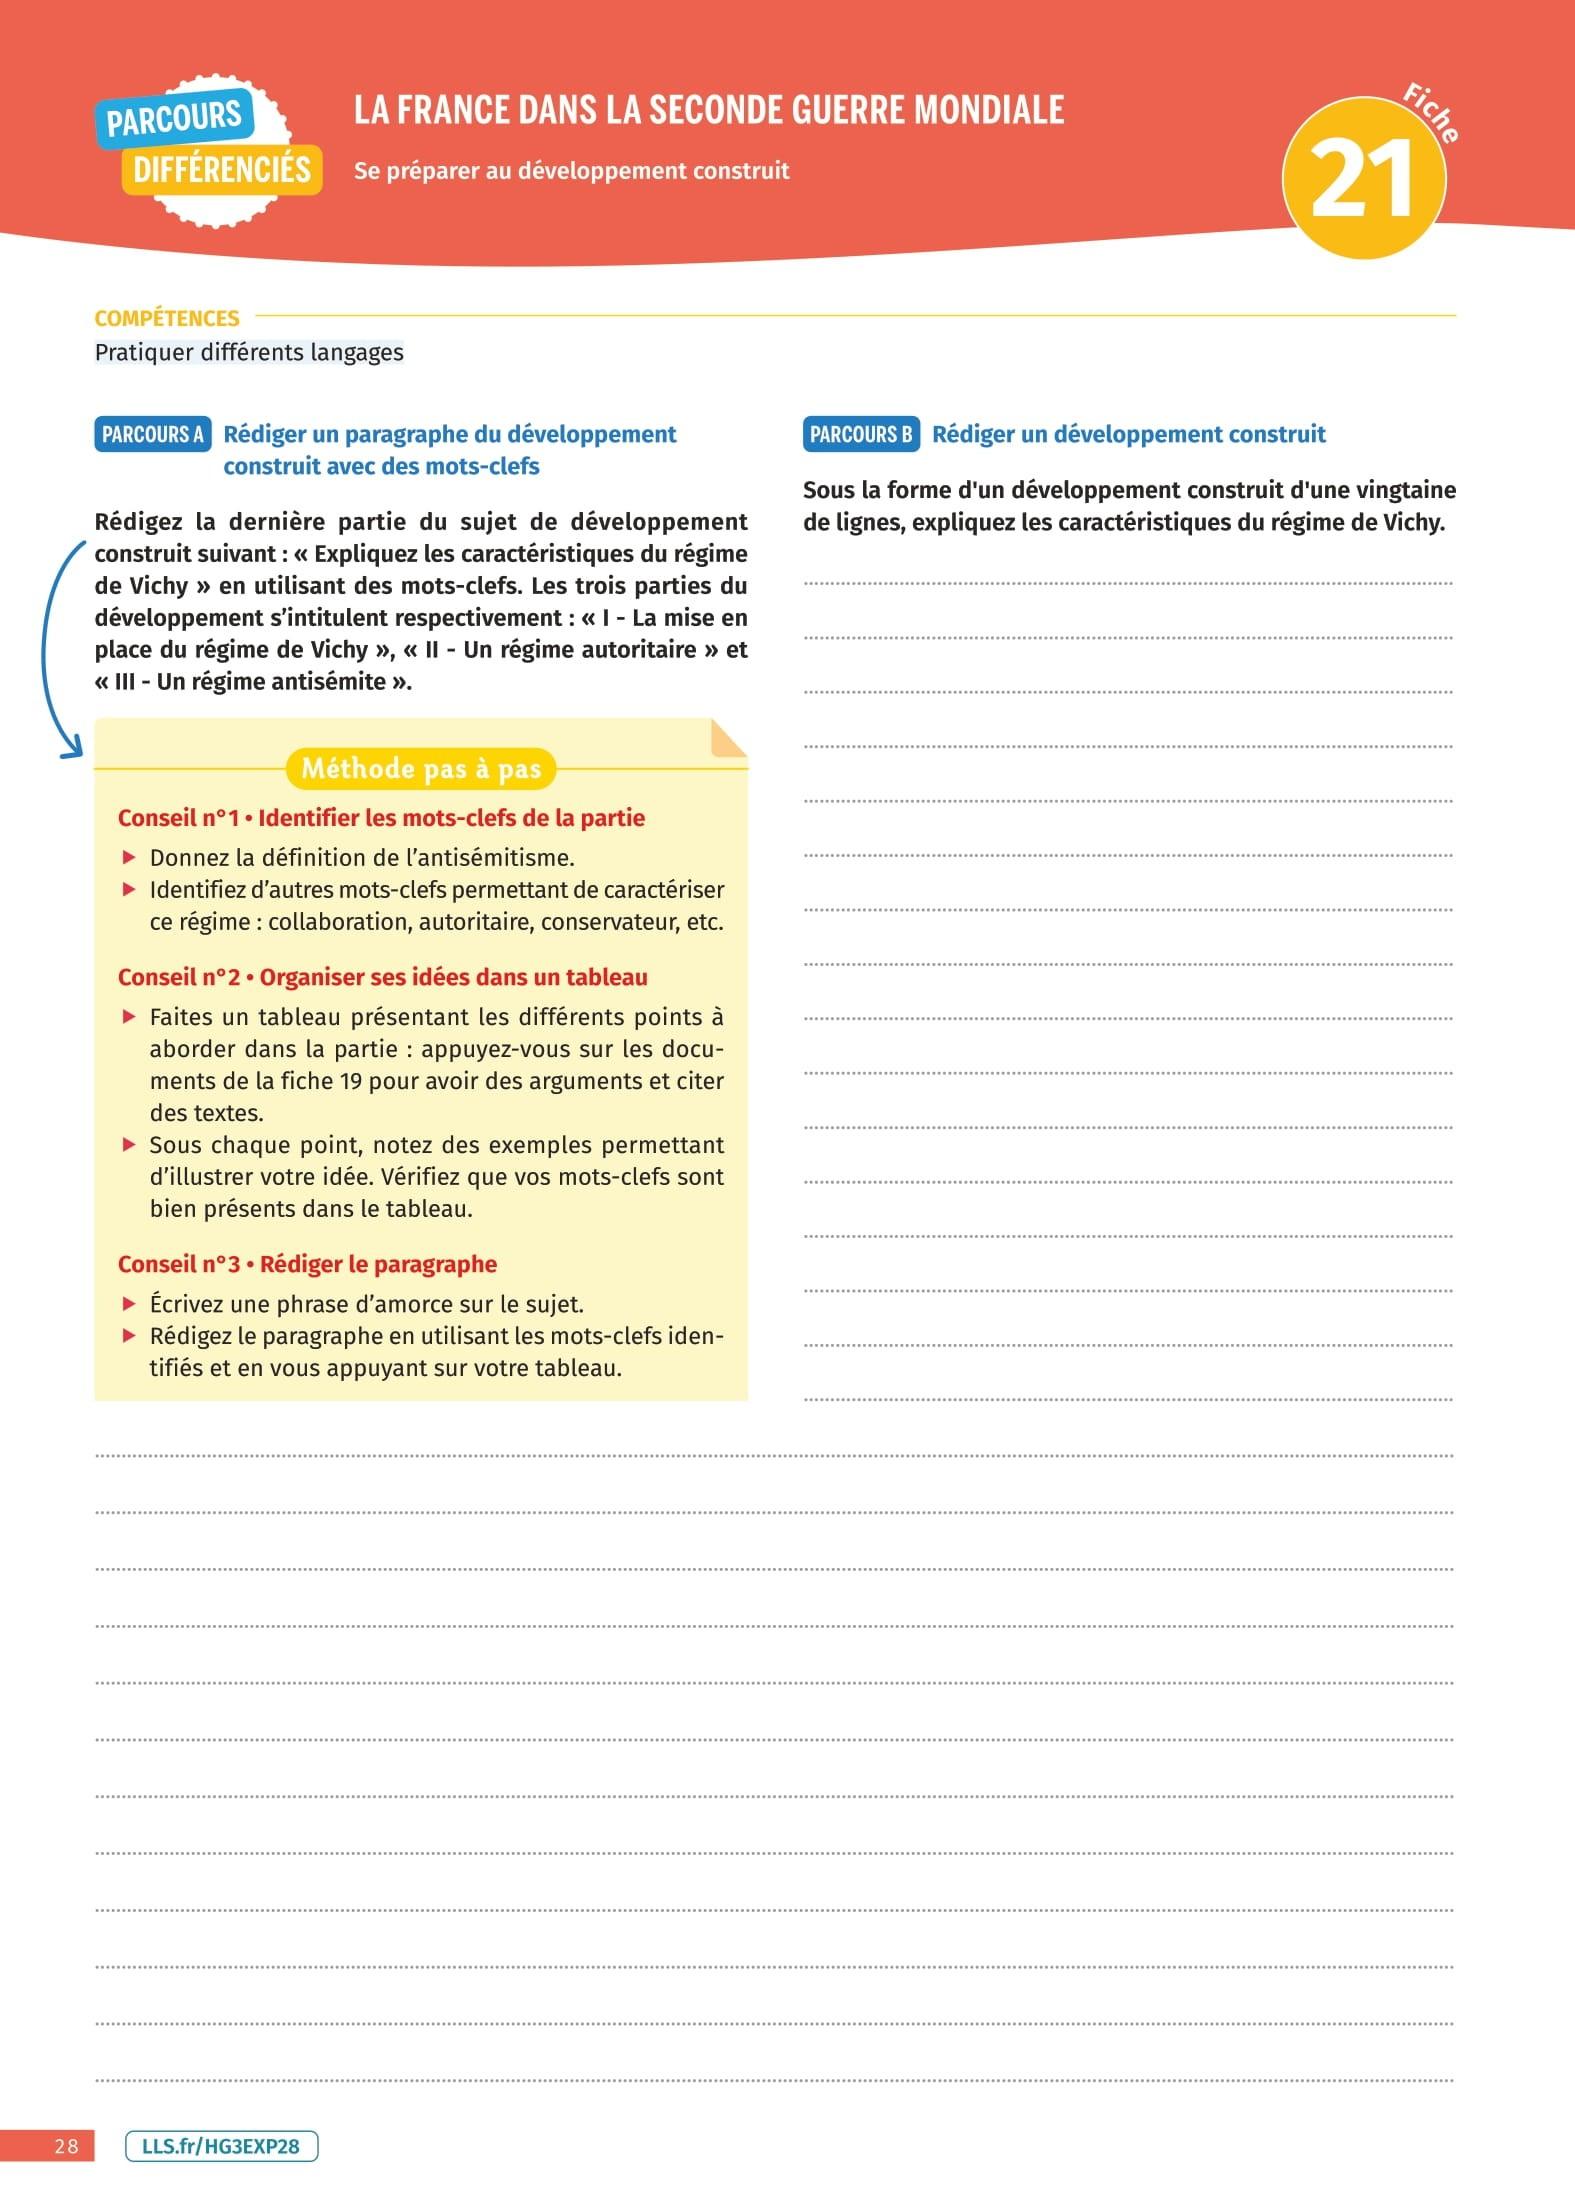 PARCOURS
DIFFÉRENCIÉS
LA FRANCE DANS LA SECONDE GUERRE MONDIALE
Se préparer au développement construit
Fiche
21
COMPÉTENCES
Pratiquer différents langages
PARCOURS A Rédiger un paragraphe du développement
construit avec des mots-clefs
Rédigez la dernière partie du sujet de développement
construit suivant : « Expliquez les caractéristiques du régime
de Vichy » en utilisant des mots-clefs. Les trois parties du
développement s’intitulent respectivement : « I - La mise en
place du régime de Vichy », « II - Un régime autoritaire » et
« III - Un régime antisémite ».
Méthode pas à pas
Conseil n°1 • Identifier les mots-clefs de la partie
▶ Donnez la définition de l’antisémitisme.
▶ Identifiez d’autres mots-clefs permettant de caractériser
ce régime : collaboration, autoritaire, conservateur, etc.
Conseil n°2 • Organiser ses idées dans un tableau
▶ Faites un tableau présentant les différents points à
aborder dans la partie : appuyez-vous sur les docu-
ments de la fiche 19 pour avoir des arguments et citer
des textes.
▶ Sous chaque point, notez des exemples permettant
d’illustrer votre idée. Vérifiez que vos mots-clefs sont
bien présents dans le tableau.
Conseil n°3 • Rédiger le paragraphe
▶ Écrivez une phrase d’amorce sur le sujet.
▶ Rédigez le paragraphe en utilisant les mots-clefs iden-
tifiés et en vous appuyant sur votre tableau.
PARCOURS B Rédiger un développement construit
Sous la forme d'un développement construit d'une vingtaine
de lignes, expliquez les caractéristiques du régime de Vichy.
28
LLS.fr/HG3EXP28